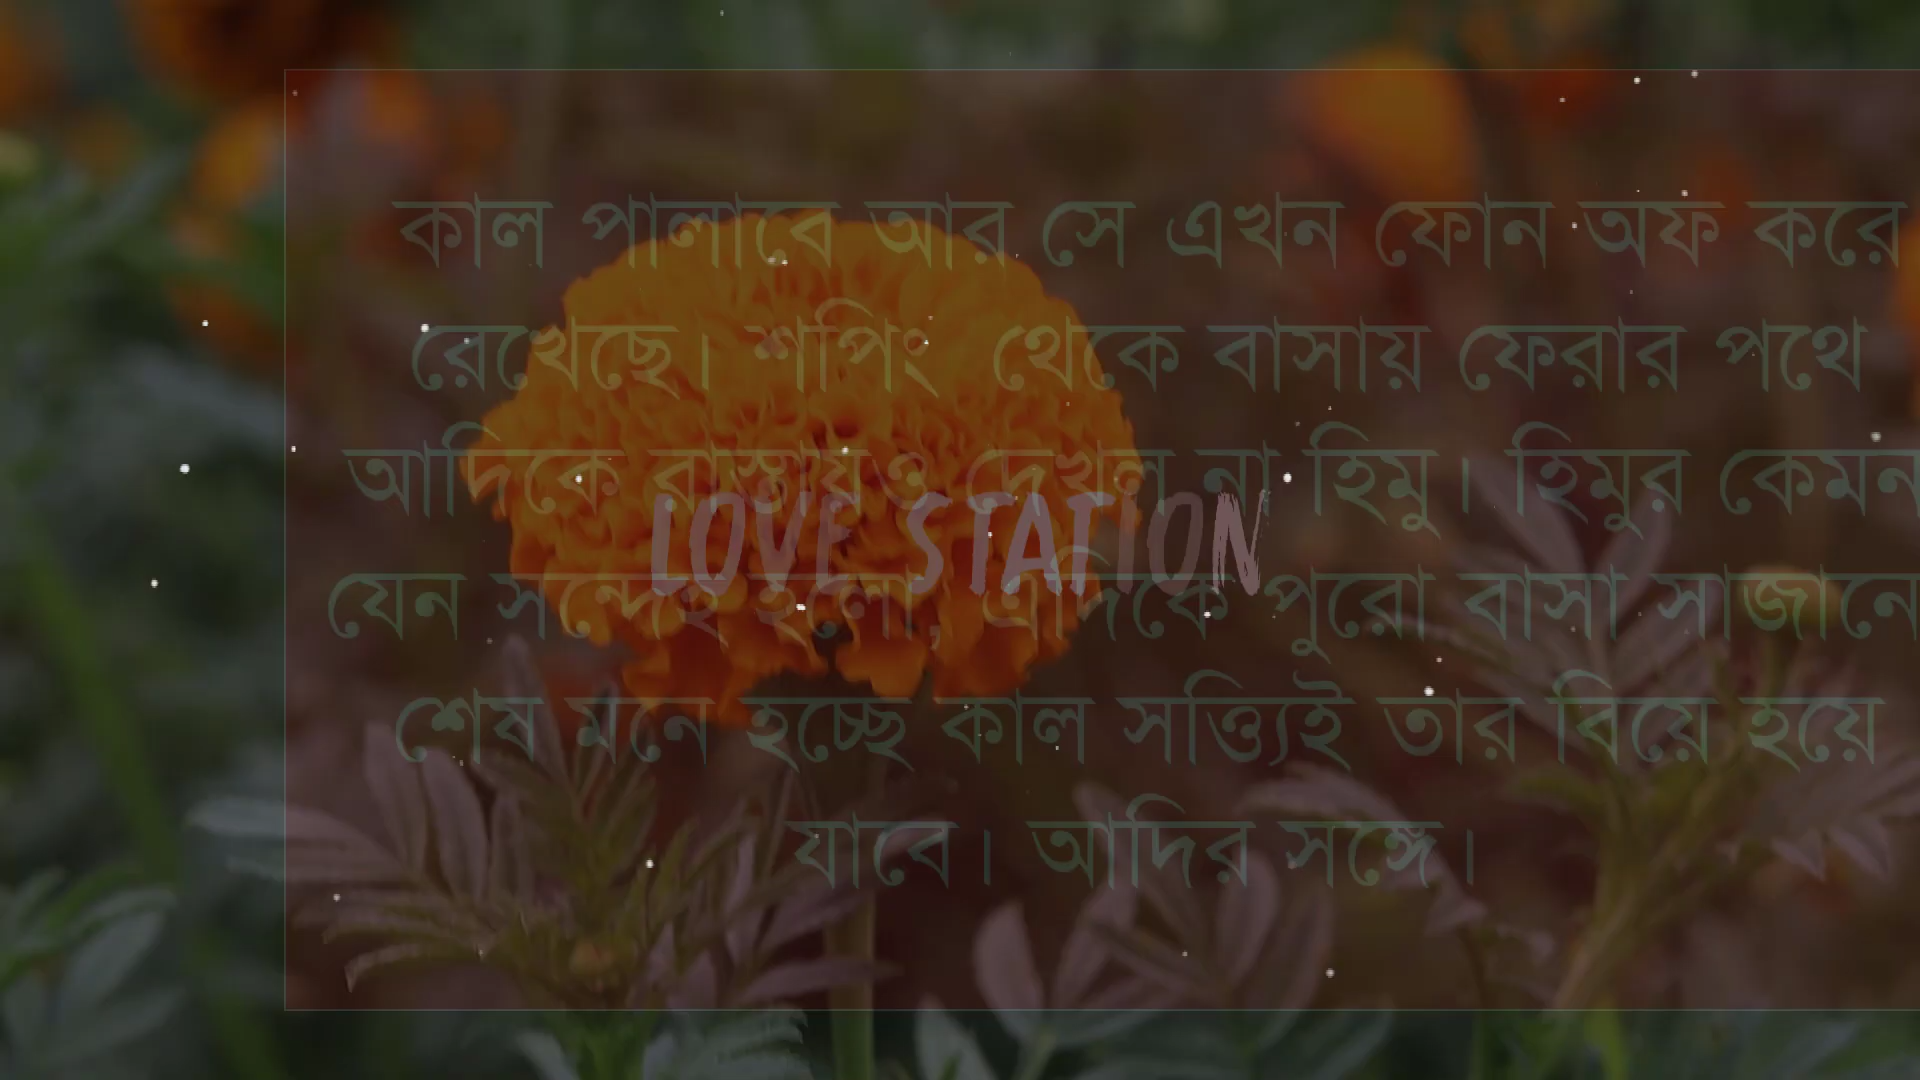 কাল পালাবে আর সে এখন ফোন অফ করে
রেখেছে। শপিং থেকে বাসায় ফেরার পথে
আদিকে রাস্তায়ও দেখল না হিমু। হিমুর কেমন
LOVE STATION
যেন সন্দেহ হলো, এদিকে পুরো বাসা সাজানো
শেষ মনে হচ্ছে কাল সত্ত্যিই তার বিয়ে হয়ে
যাবে। আদির সঙ্গে।